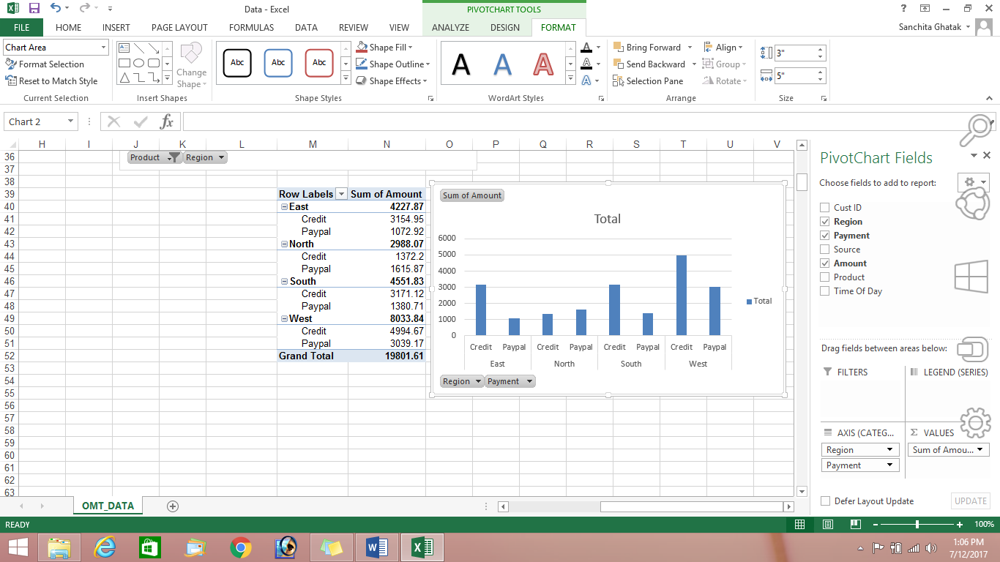 Data - Excel
PIVOTCHART TOOLS
FILE HOME INSERT PAGE LAYOUT FORMULAS DATA REVIEW VIEW ANALYZE DESIGN FORMAT
Sanchita Ghatak
Chart Area
Format Selection
Reset to Match Style
Current Selection
Change
Shape
Insert Shapes
Abc Abc Abc
Shape Fill
Shape Outline
Shape Effects
Shape Styles
A A A
WordArt Styles
Bring Forward
Send Backward
Selection Pane
Align
Group
Rotate
Arrange
3"
5"
Size
Chart 2
fx
H I J K L M N O P Q R S T U V
36
37
38
39
40
41
42
43
44
45
46
47
48
49
50
51
52
53
54
55
56
57
58
59
60
61
62
63
Product Region
Row Labels Sum of Amount
East 4227.87
Credit 3154.95
Paypal 1072.92
North 2988.07
Credit 1372.2
Paypal 1615.87
South 4551.83
Credit 3171.12
Paypal 1380.71
West 8033.84
Credit 4994.67
Paypal 3039.17
Grand Total 19801.61
Sum of Amount
Total
6000
5000
4000
3000
2000
1000
0
Total
Credit Paypal Credit Paypal Credit Paypal Credit Paypal
East North South West
Region Payment
PivotChart Fields
Choose fields to add to report:
Cust ID
Region
Payment
Source
Amount
Product
Time Of Day
Drag fields between areas below:
FILTERS
LEGEND (SERIES)
AXIS (CATEG...
Region
Payment
VALUES
Sum of Amou...
Defer Layout Update
UPDATE
OMT_DATA
READY
100%
1:06 PM
7/12/2017